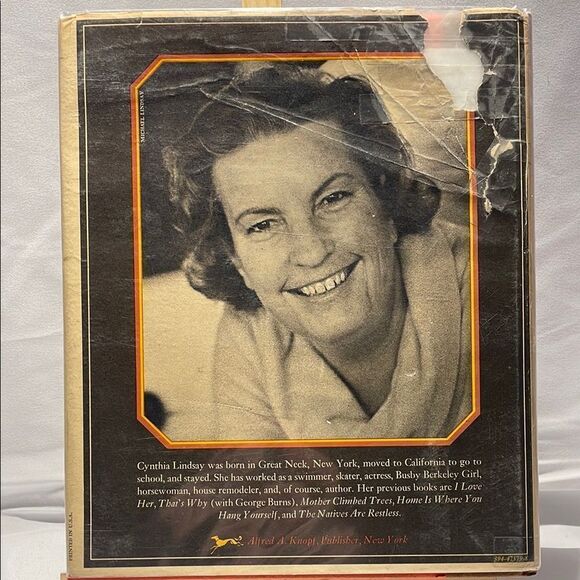 MICHAEL LINDSAY
Cynthia Lindsay was born in Great Neck, New York, moved to California to go to
school, and stayed. She has worked as a swimmer, skater, actress, Busby Berkeley Girl,
horsewoman, house remodeler, and, of course, author. Her previous books are I Love
Her, That's Why (with George Burns), Mother Climbed Trees, Home Is Where You
Hang Yourself, and The Natives Are Restless.
Alfred A. Knopf, Publisher, New York
PRINTED IN U.S.A.